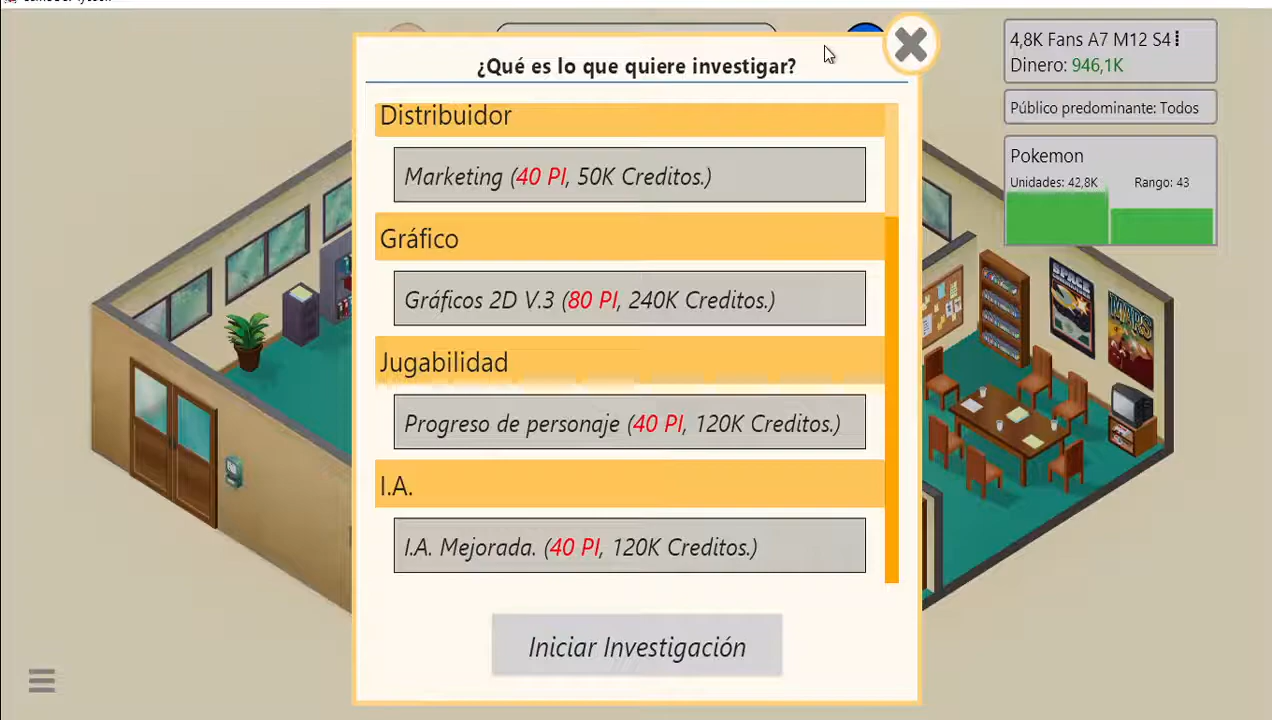 ¿Qué es lo que quiere investigar?
Distribuidor
Marketing (40 PI, 50K Creditos.)
Gráfico
Gráficos 2D V.3 (80 PI, 240K Creditos.)
Jugabilidad
Progreso de personaje (40 PI, 120K Creditos.)
I.A.
I.A. Mejorada. (40 PI, 120K Creditos.)
Iniciar Investigación
4,8K Fans A7 M12 S4
Dinero: 946,1K
Público predominante: Todos
Pokemon
Unidades: 42,8K Rango: 43
SPACE
MARS